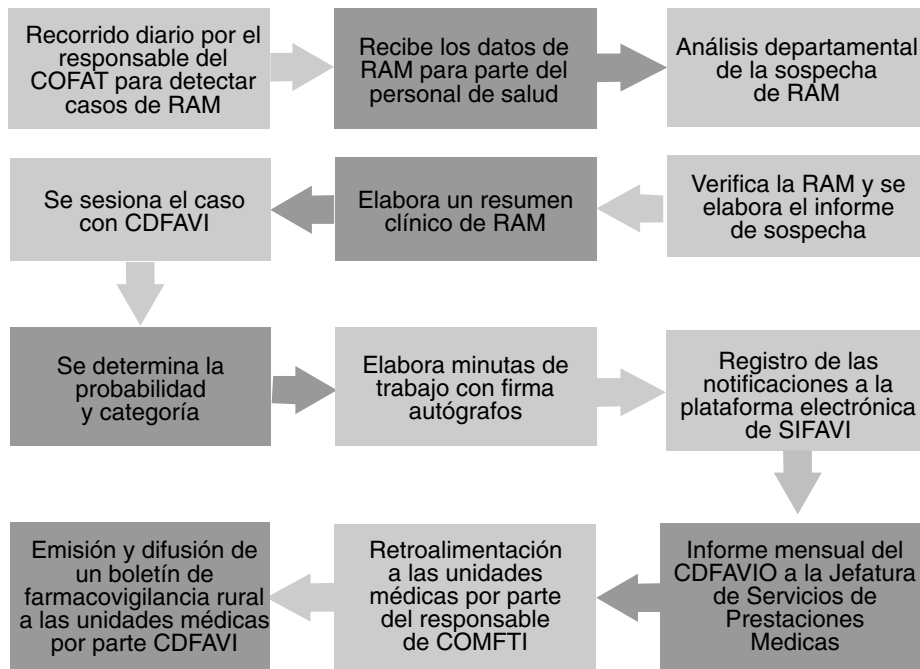 Recorrido diario por el
responsable del
COFAT para detectar
casos de RAM
Recibe los datos de
RAM para parte del
personal de salud
Análisis departamental
de la sospecha
de RAM
Verifica la RAM y se
elabora el informe
de sospecha
Elabora un resumen
clínico de RAM
Se sesiona el caso
con CDFAVI
Se determina la
probabilidad
y categoría
Elabora minutas de
trabajo con firma
autógrafos
Registro de las
notificaciones a la
plataforma electrónica
de SIFAVI
Informe mensual del
CDFAVIO a la Jefatura
de Servicios de
Prestaciones
Medicas
Retroalimentación
a las unidades
médicas por parte
del responsable
de COMFTI
Emisión y difusión de
un boletín de
farmacovigilancia rural
a las unidades médicas
por parte CDFAVI